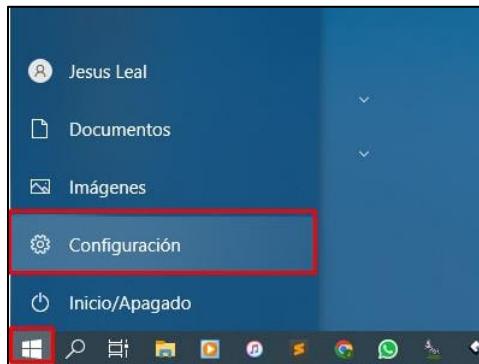 Jesus Leal
Documentos
Imágenes
Configuración
Inicio/Apagado